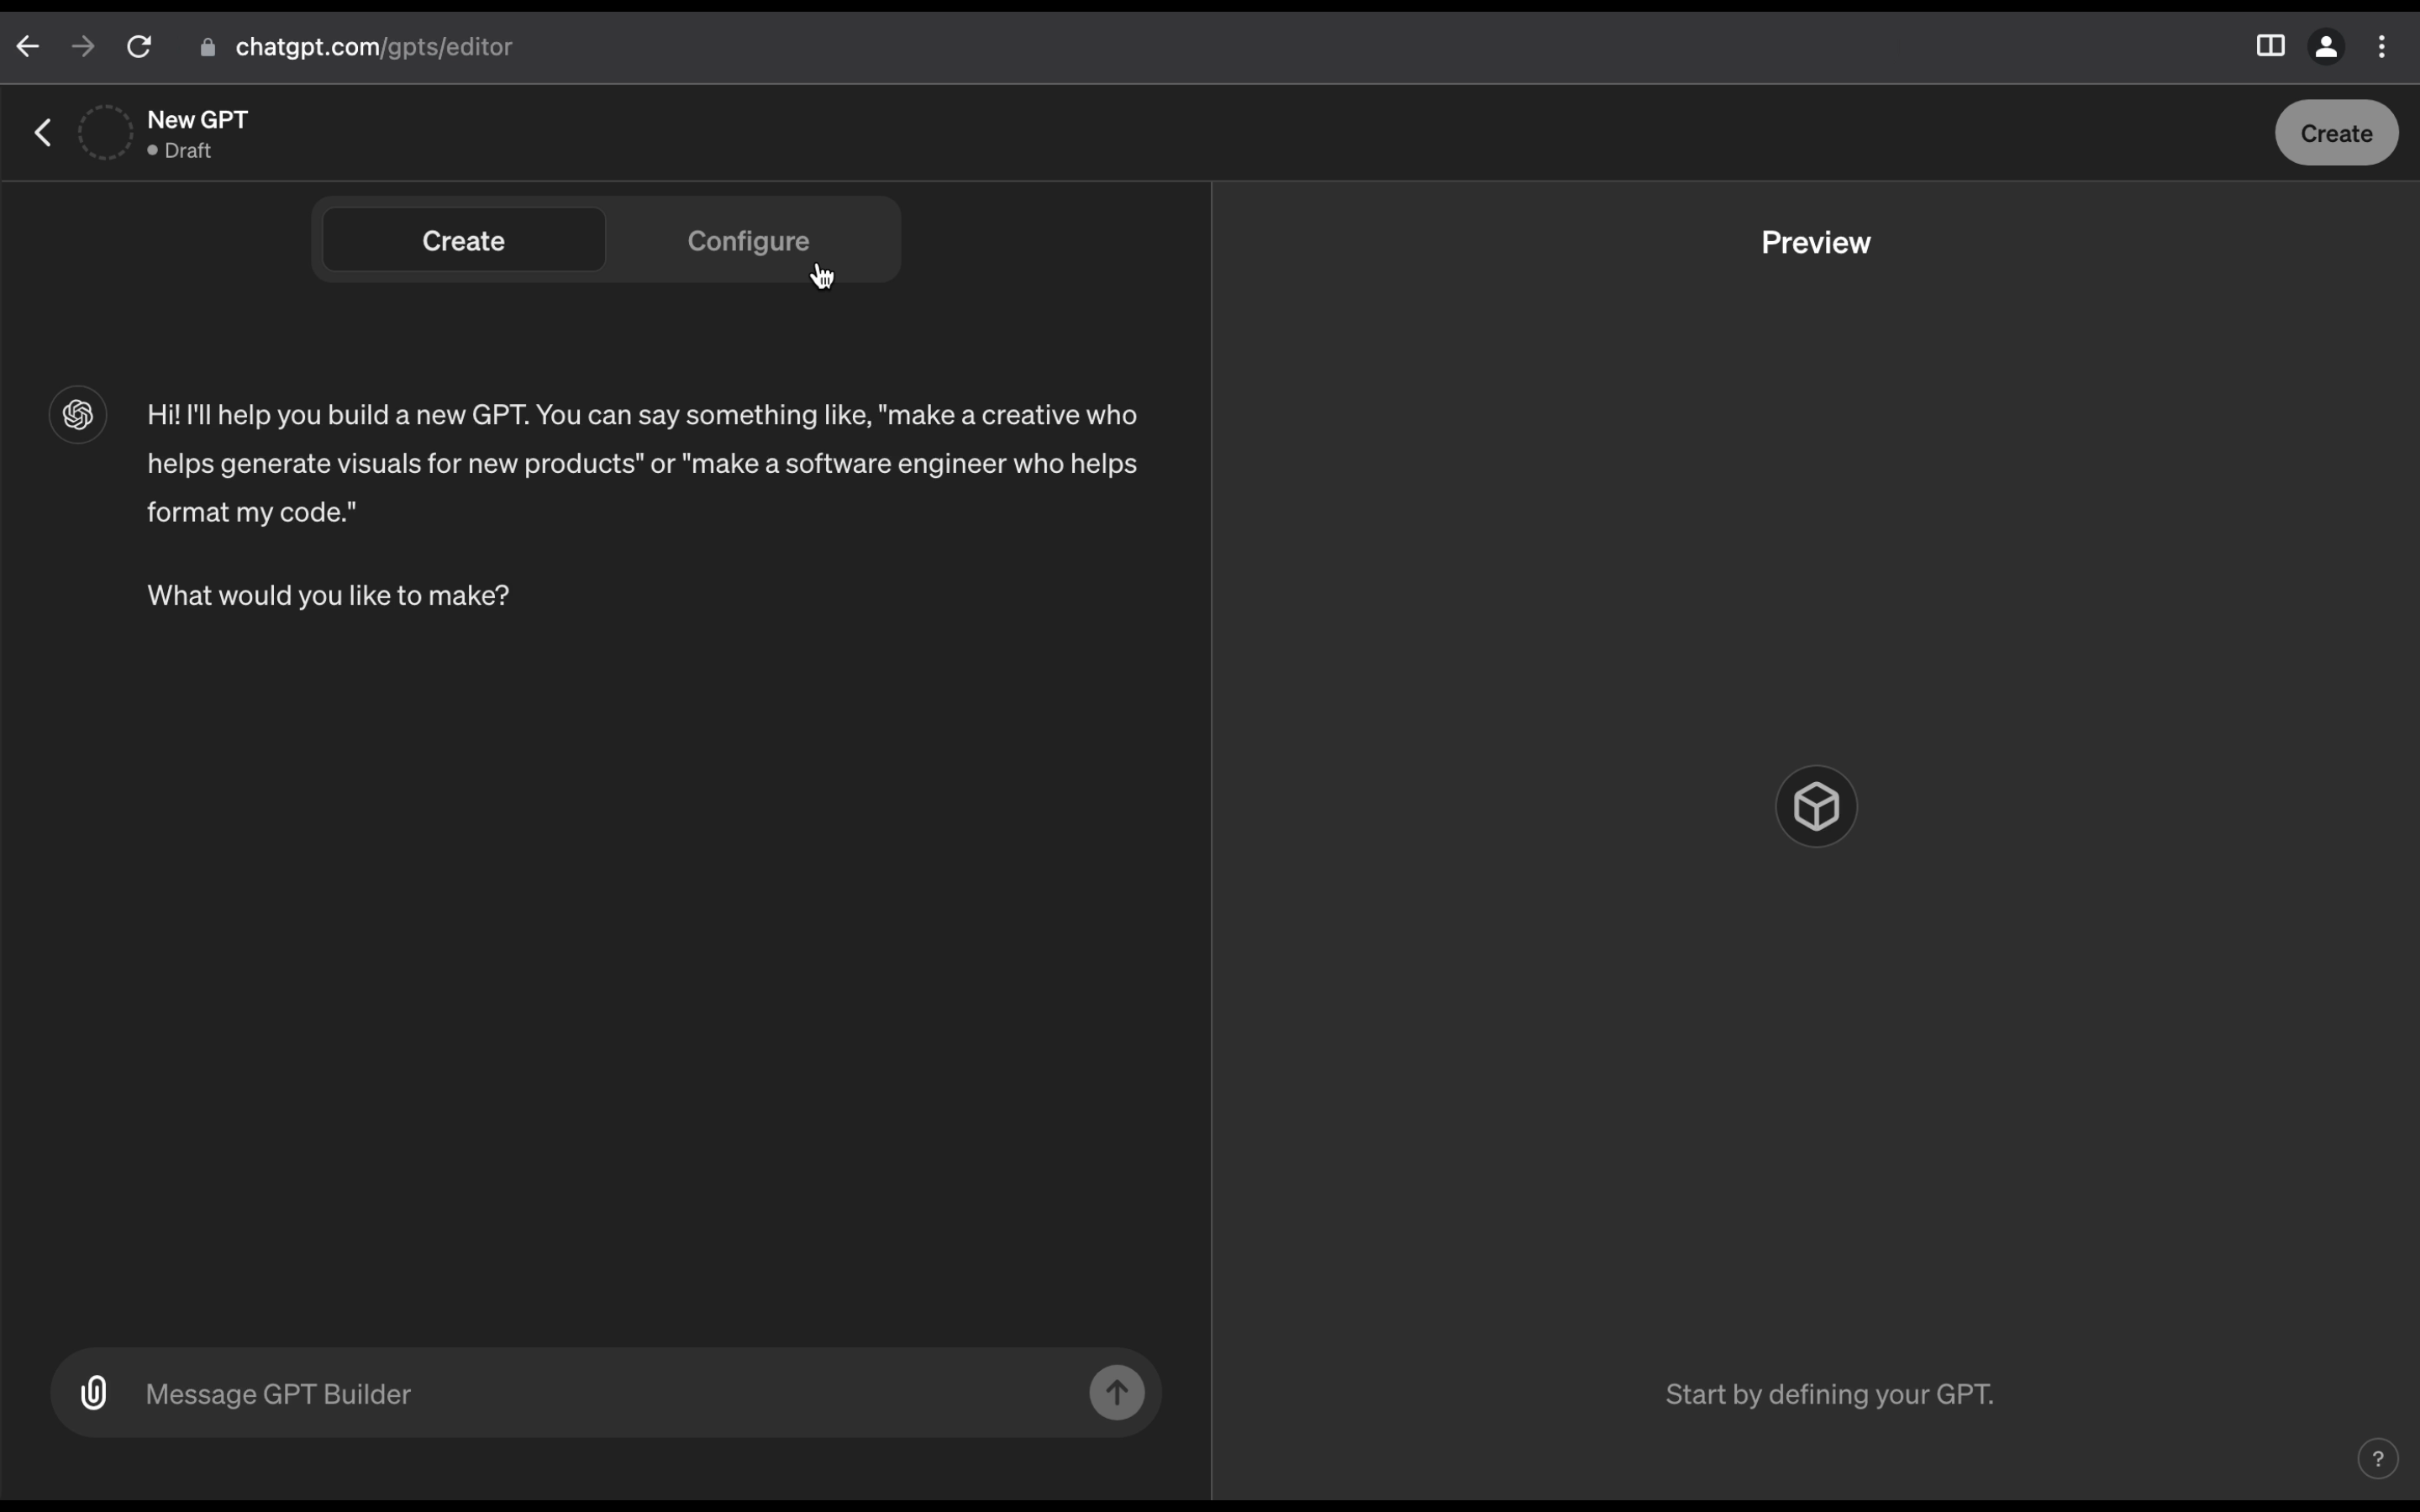 chatgpt.com/gpts/editor
New GPT
Draft
Create
Create
Configure
Preview
Hi! I'll help you build a new GPT. You can say something like, "make a creative who
helps generate visuals for new products" or "make a software engineer who helps
format my code."
What would you like to make?
Message GPT Builder
Start by defining your GPT.
?